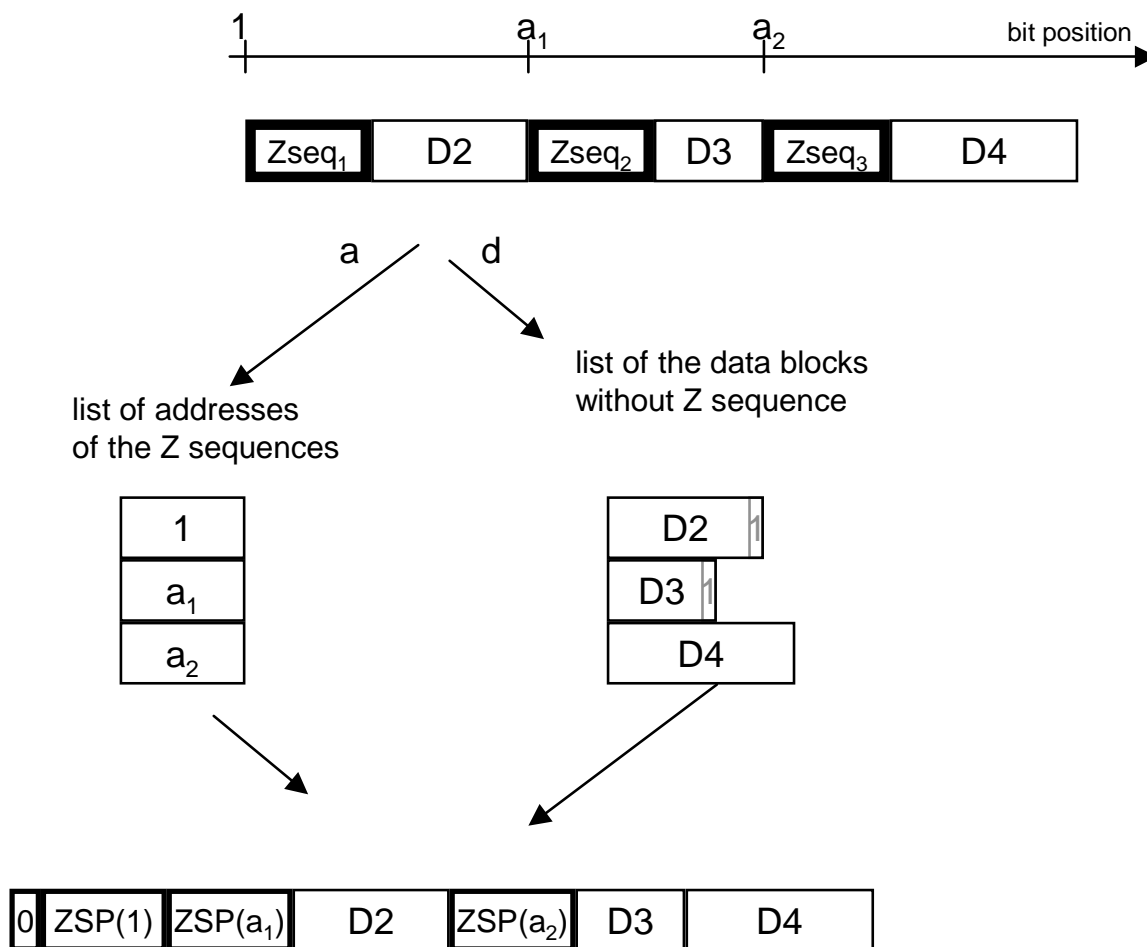 1 a₁ a₂ bit position
Zseq₁ D2 Zseq₂ D3 Zseq₃ D4
a d
list of the data blocks
without Z sequence
list of addresses
of the Z sequences
1
a₁
a₂
D2 1
D3 1
D4
0 ZSP(1) ZSP(a₁) D2 ZSP(a₂) D3 D4